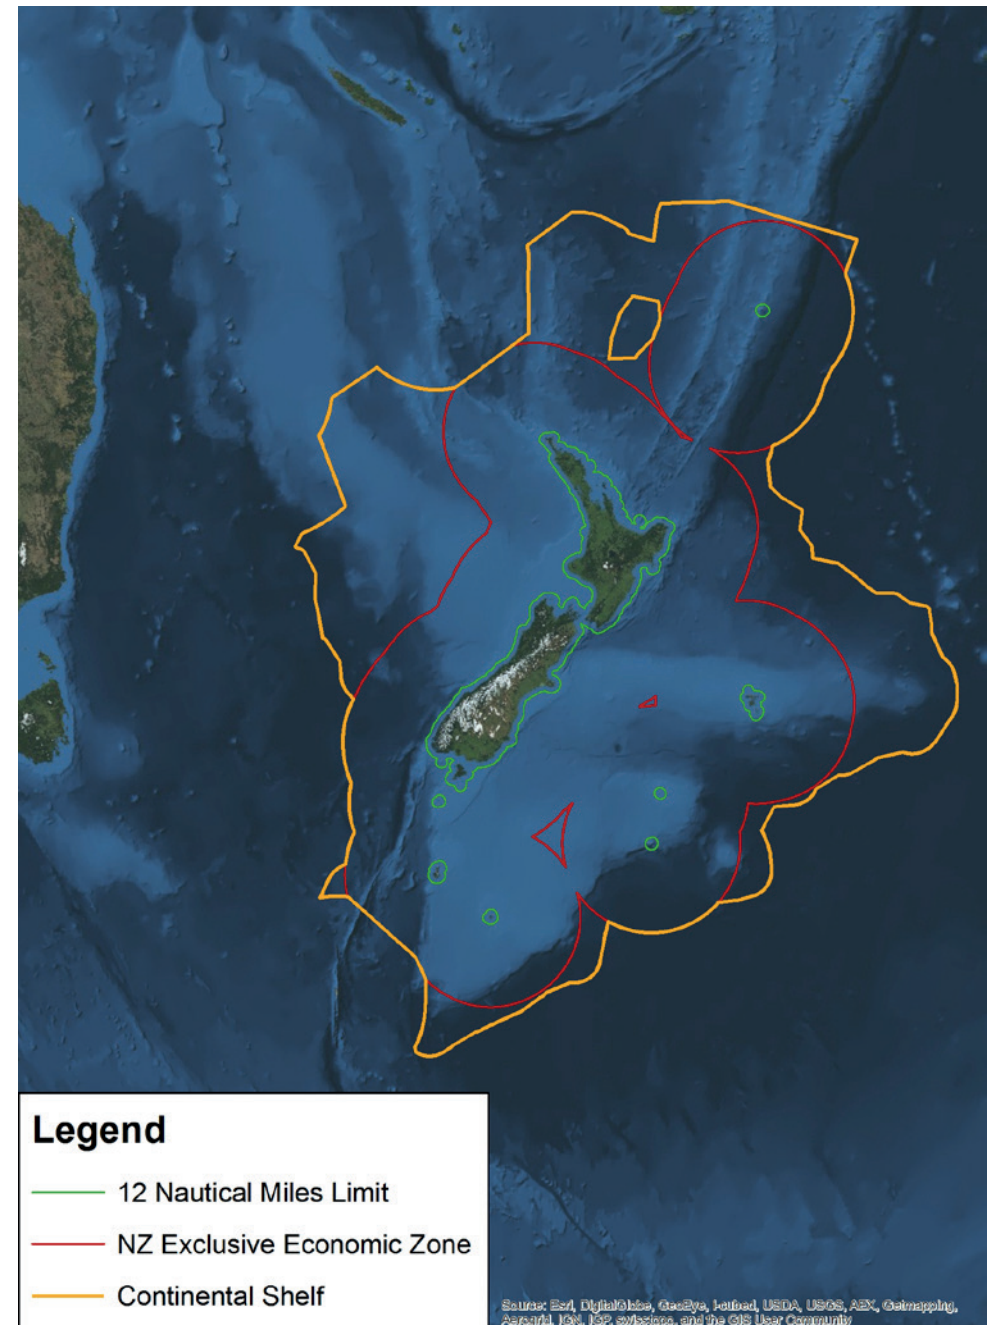 Legend
12 Nautical Miles Limit
NZ Exclusive Economic Zone
Continental Shelf
Source: Esri, DigitalGlobe, GeoEye, i-cubed, USDA, USGS, AEX, Getmapping,
Aerogrid, IGN, IGP, swisstopo, and the GIS User Community